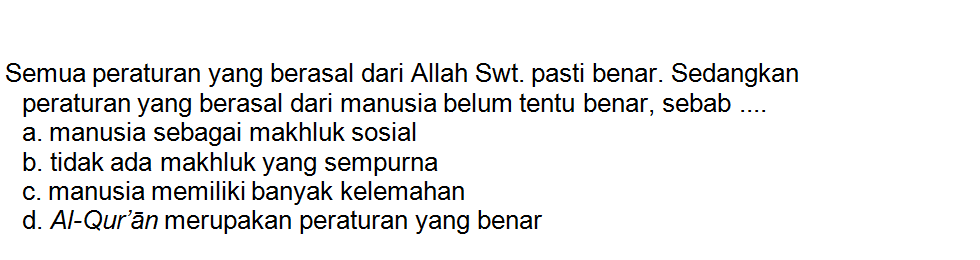 Semua peraturan yang berasal dari Allah Swt. pasti benar. Sedangkan
peraturan yang berasal dari manusia belum tentu benar, sebab ....
a. manusia sebagai makhluk sosial
b. tidak ada makhluk yang sempurna
c. manusia memiliki banyak kelemahan
d. Al-Qur’ān merupakan peraturan yang benar